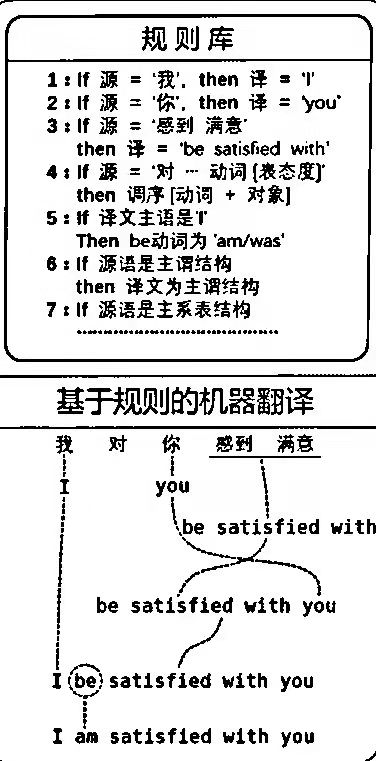 规则库
1：If 源 = '我', then 译 = 'I'
2：If 源 = '你', then 译 = 'you'
3：If 源 = '感到 满意'
then 译 = 'be satisfied with'
4：If 源 = '对 … 动词[表态度]'
then 调序[动词 + 对象]
5：If 译文主语是'I'
Then be动词为 'am/was'
6：If 源语是主谓结构
then 译文为主谓结构
7：If 源语是主系表结构
基于规则的机器翻译
我 对 你 感到 满意
I you
be satisfied with
be satisfied with you
I be satisfied with you
I am satisfied with you